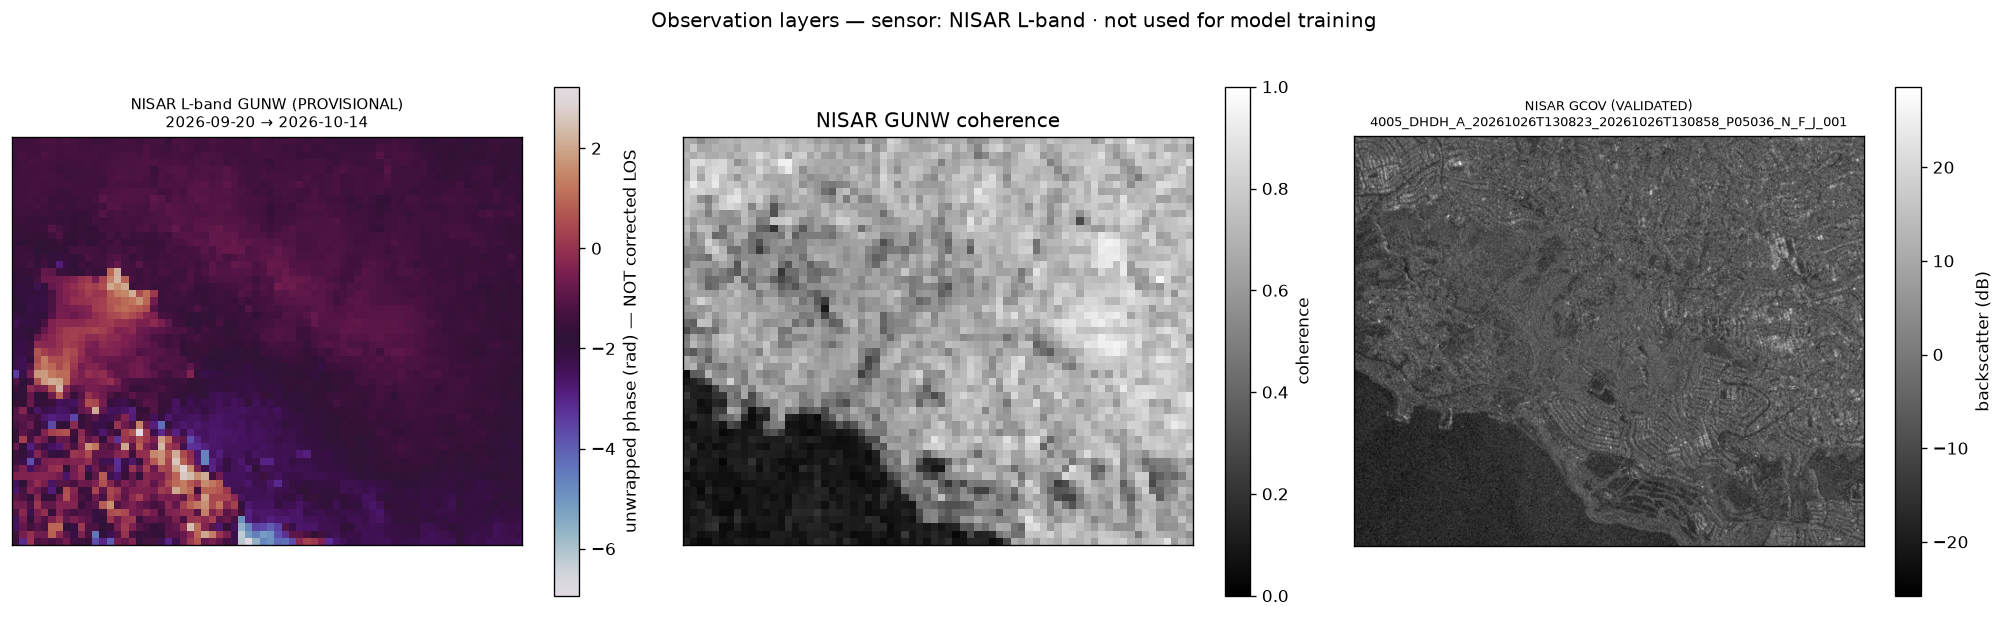 Observation layers — sensor: NISAR L-band · not used for model training
NISAR L-band GUNW (PROVISIONAL)
2026-09-20 → 2026-10-14
2
0
−2
−4
−6
unwrapped phase (rad) — NOT corrected LOS
NISAR GUNW coherence
1.0
0.8
0.6
0.4
0.2
0.0
coherence
NISAR GCOV (VALIDATED)
4005_DHDH_A_20261026T130823_20261026T130858_P05036_N_F_J_001
20
10
0
−10
−20
backscatter (dB)